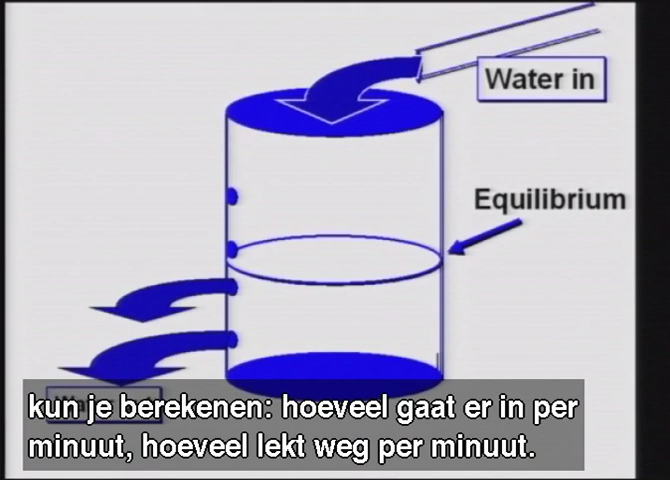 Water in
Equilibrium
kun je berekenen: hoeveel gaat er in per
minuut, hoeveel lekt weg per minuut.